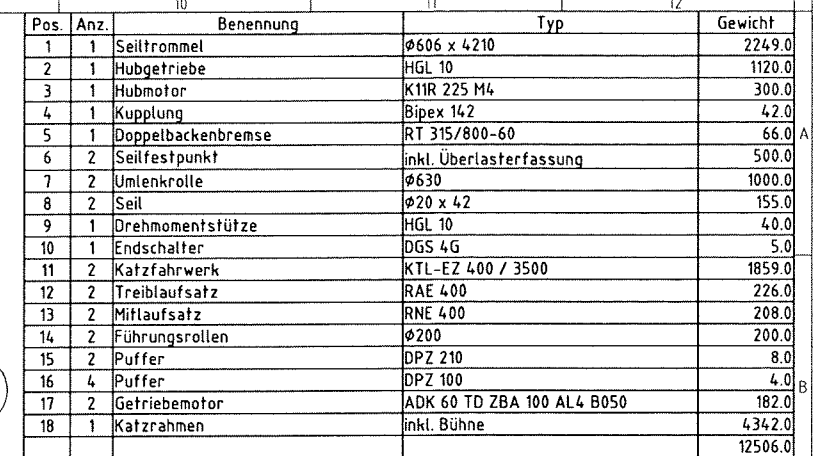 10 11 12
Pos. Anz. Benennung Typ Gewicht
1 1 Seiltrommel Ø606 x 4210 2249.0
2 1 Hubgetriebe HGL 10 1120.0
3 1 Hubmotor K11R 225 M4 300.0
4 1 Kupplung Bipex 142 42.0
5 1 Doppelbackenbremse RT 315/800-60 66.0 A
6 2 Seilfestpunkt inkl. Überlasterfassung 500.0
7 2 Umlenkrolle Ø630 1000.0
8 2 Seil Ø20 x 42 155.0
9 1 Drehmomentstütze HGL 10 40.0
10 1 Endschalter DGS 4G 5.0
11 2 Katzfahrwerk KTL-EZ 400 / 3500 1859.0
12 2 Treiblaufsatz RAE 400 226.0
13 2 Mitlaufsatz RNE 400 208.0
14 2 Führungsrollen Ø200 200.0
15 2 Puffer DPZ 210 8.0
16 4 Puffer DPZ 100 4.0 B
17 2 Getriebemotor ADK 60 TD ZBA 100 AL4 B050 182.0
18 1 Katzrahmen inkl. Bühne 4342.0
12506.0